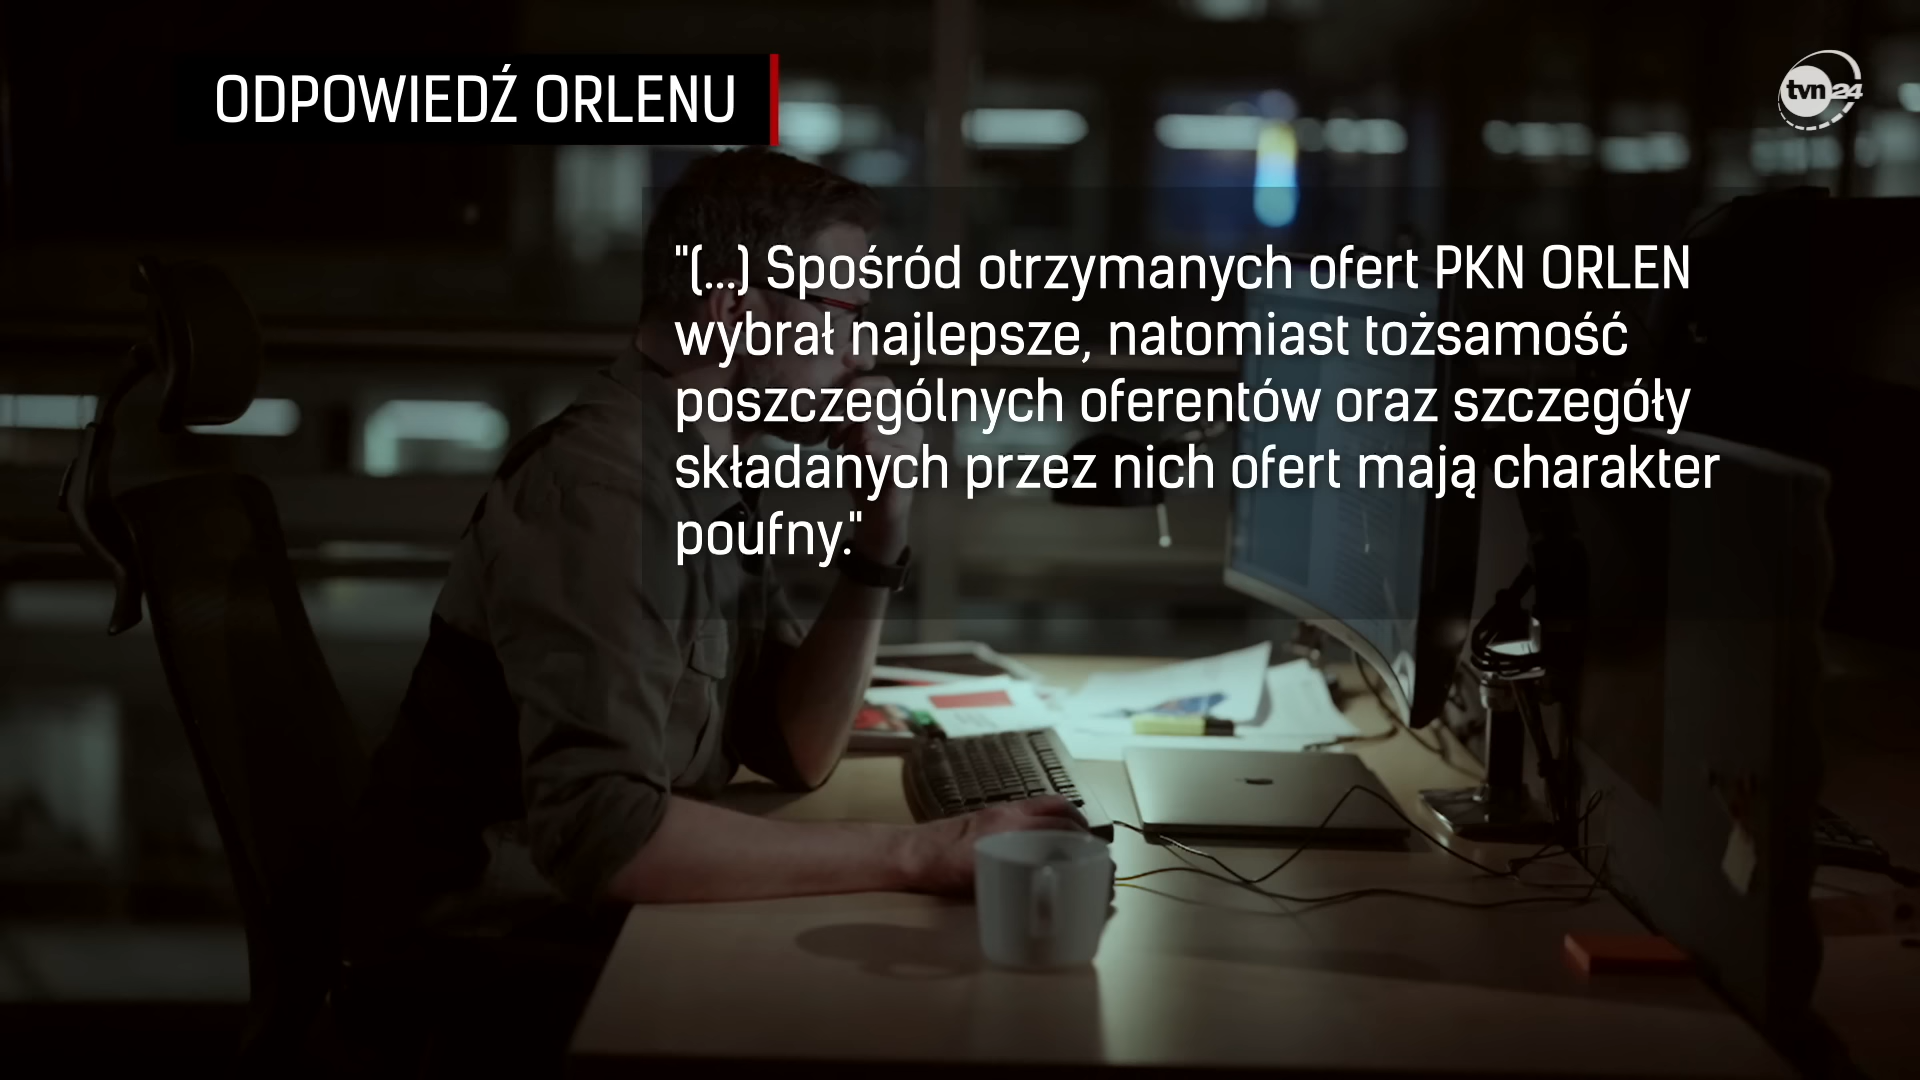 ODPOWIEDŹ ORLENU
tvn24
"(...) Spośród otrzymanych ofert PKN ORLEN
wybrał najlepsze, natomiast tożsamość
poszczególnych oferentów oraz szczegóły
składanych przez nich ofert mają charakter
poufny."